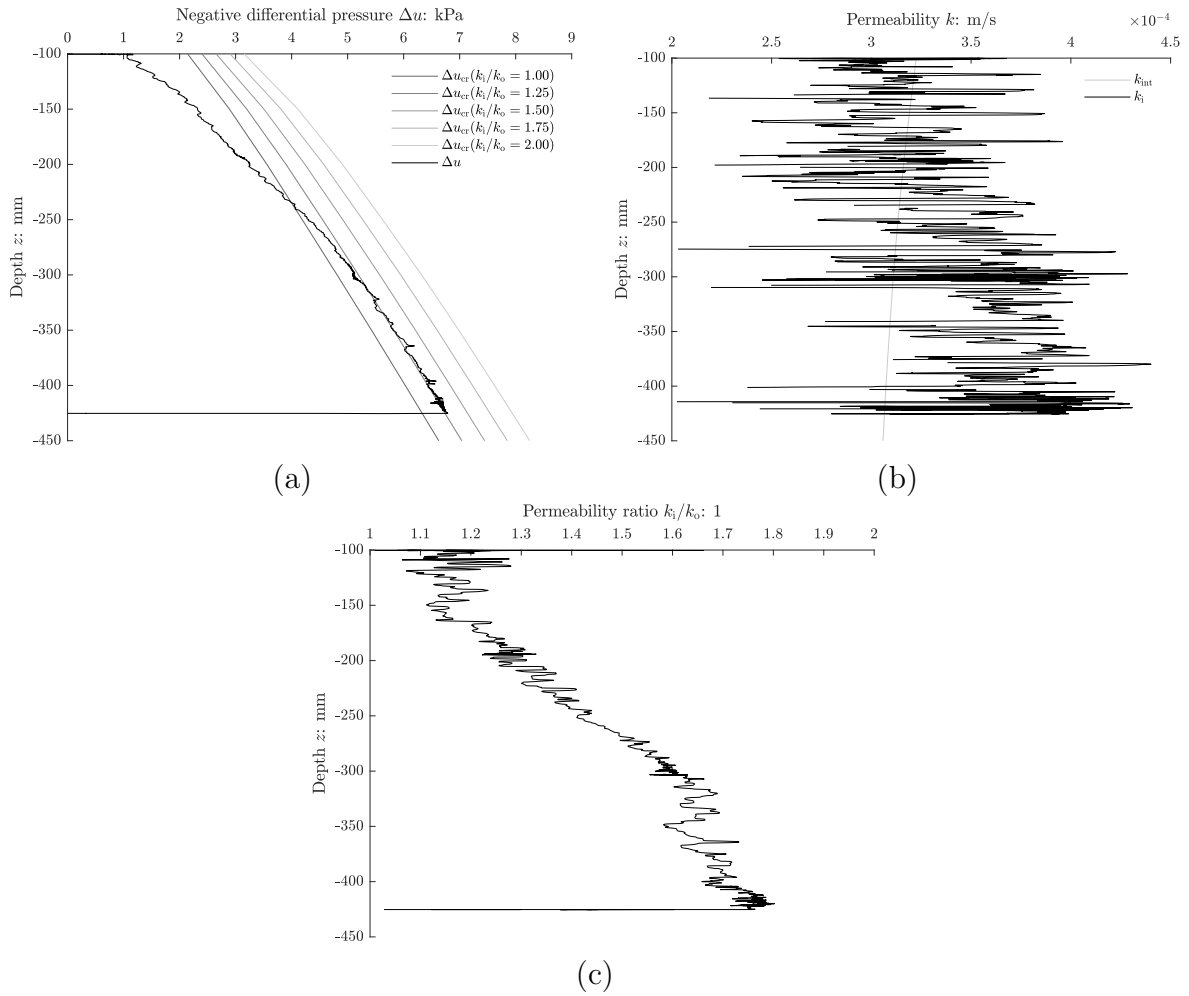 Negative differential pressure Δu: kPa
0 1 2 3 4 5 6 7 8 9
-100
-150
-200
-250
-300
-350
-400
-450
Depth z: mm
Δu_cr(k_i/k_o = 1.00)
Δu_cr(k_i/k_o = 1.25)
Δu_cr(k_i/k_o = 1.50)
Δu_cr(k_i/k_o = 1.75)
Δu_cr(k_i/k_o = 2.00)
Δu
(a)
Permeability k: m/s ×10⁻⁴
2 2.5 3 3.5 4 4.5
-100
-150
-200
-250
-300
-350
-400
-450
Depth z: mm
k_int
k_i
(b)
Permeability ratio k_i/k_o: 1
1 1.1 1.2 1.3 1.4 1.5 1.6 1.7 1.8 1.9 2
-100
-150
-200
-250
-300
-350
-400
-450
Depth z: mm
(c)